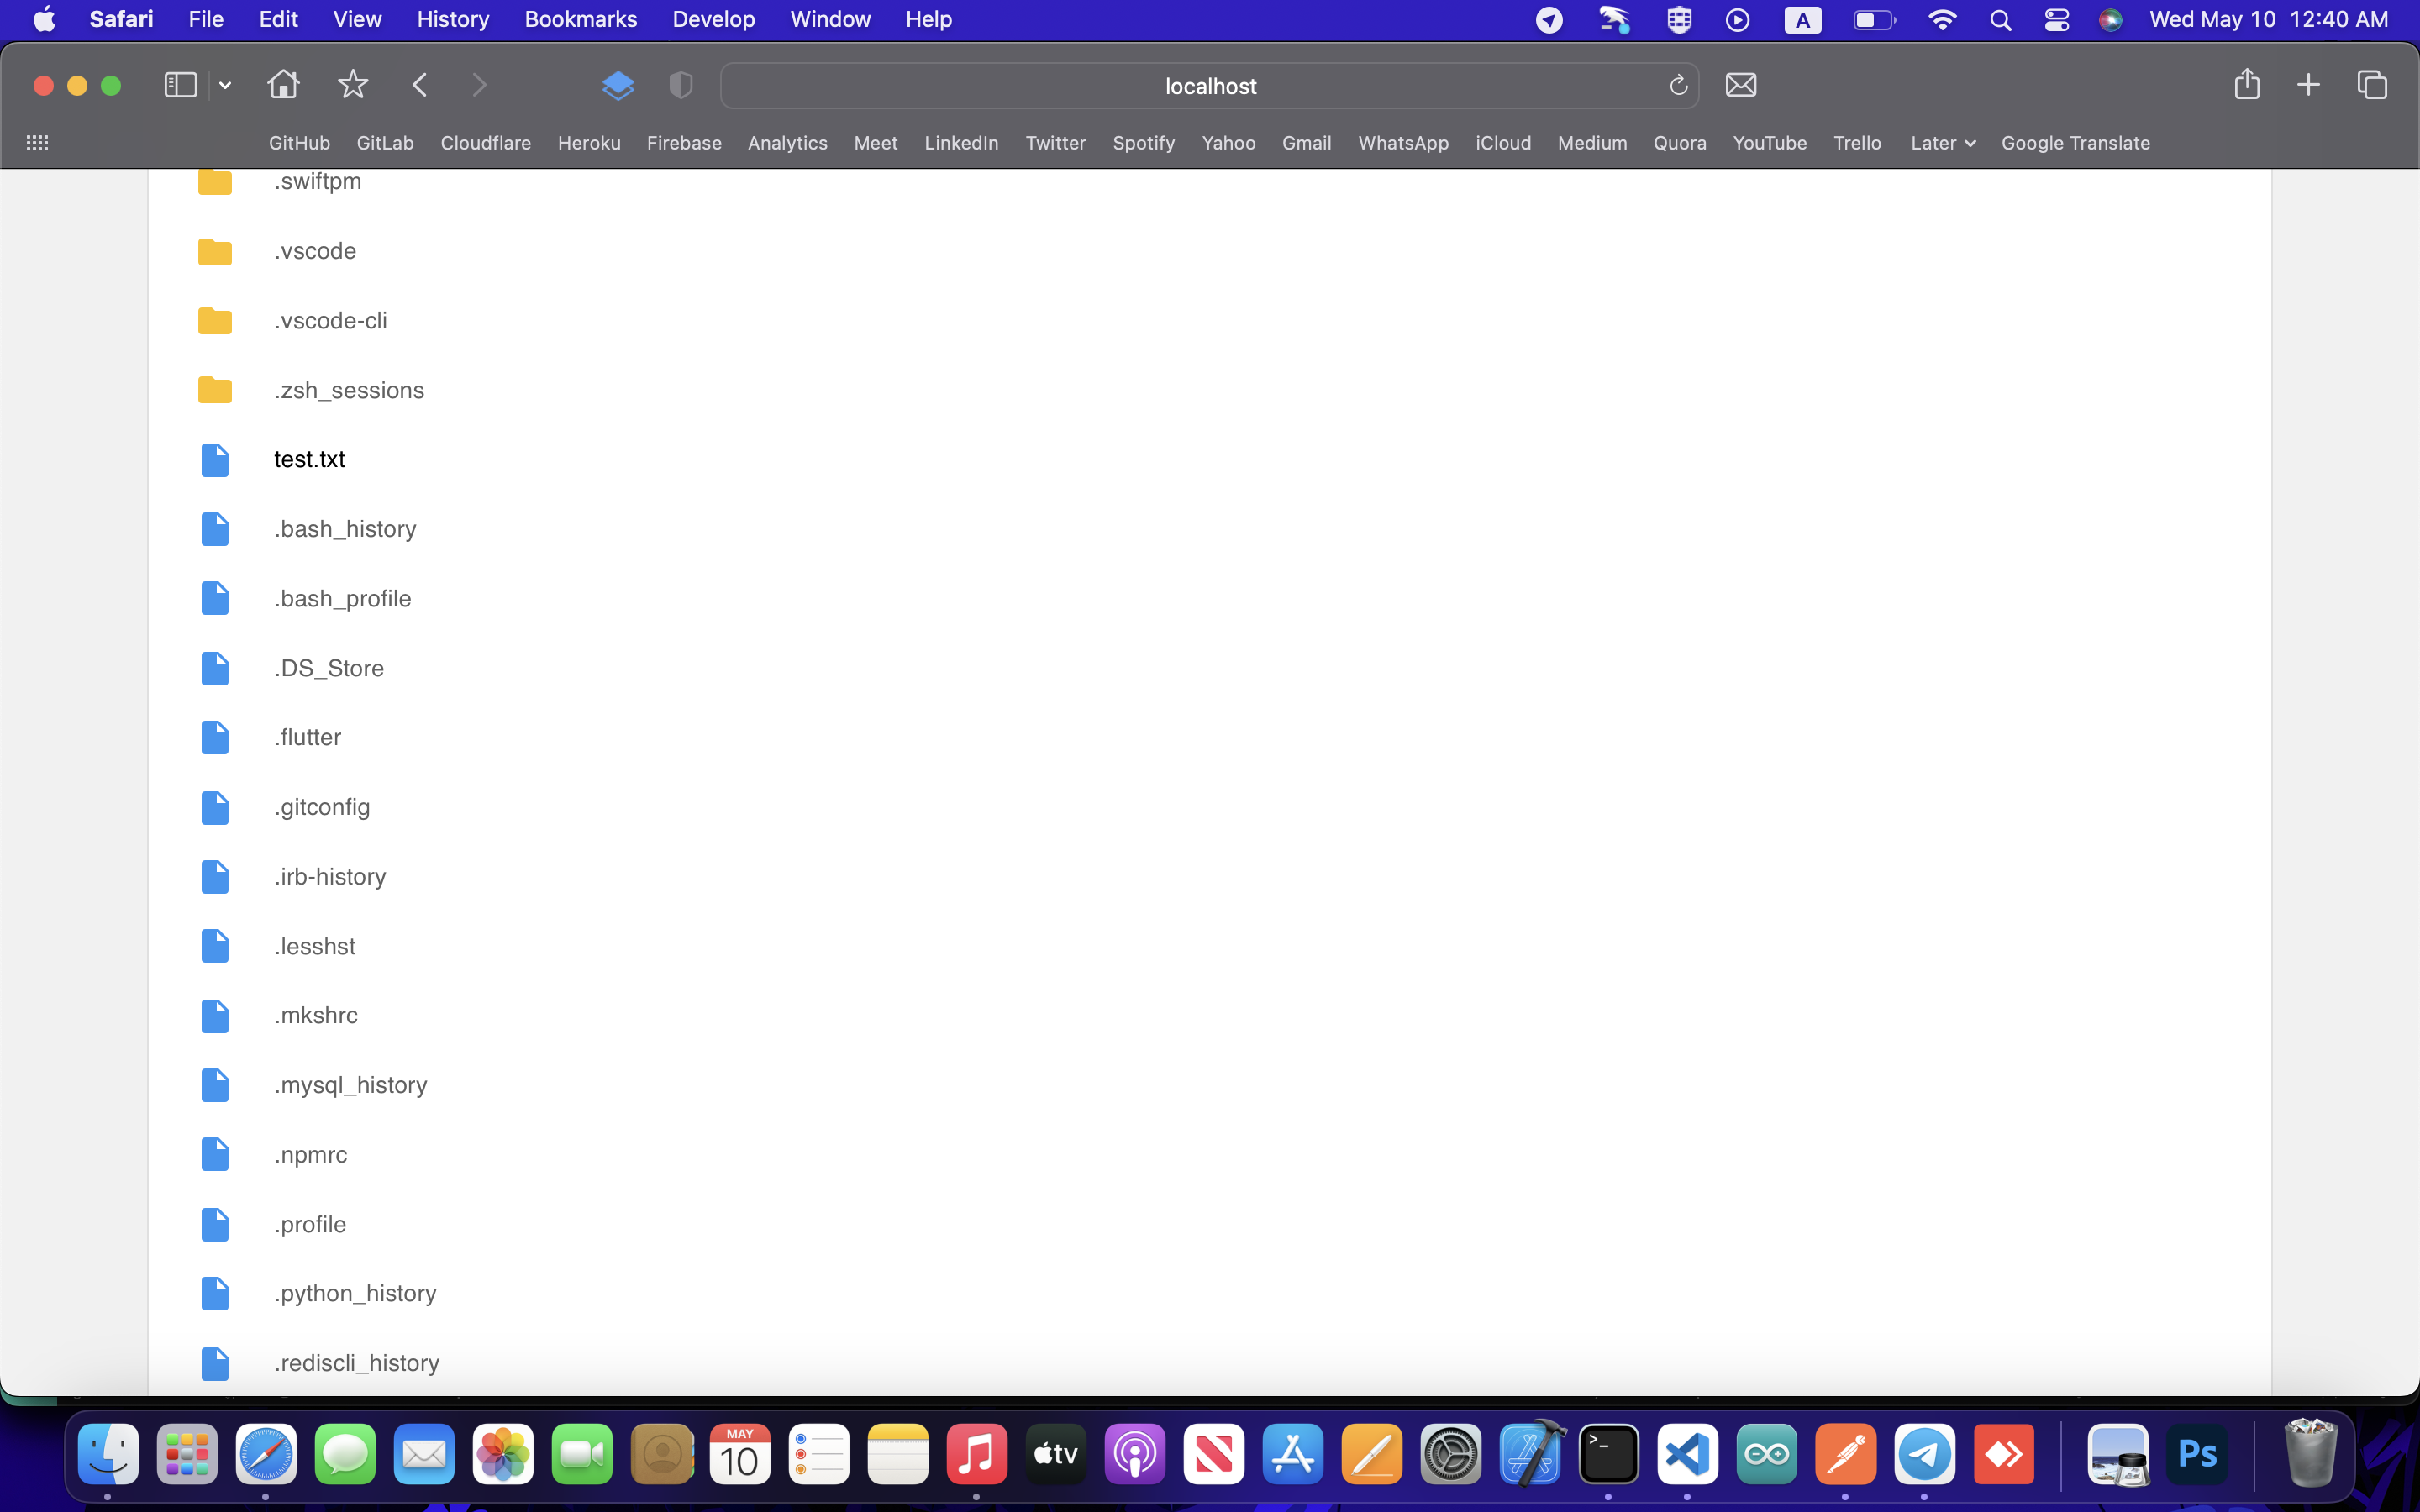 Safari File Edit View History Bookmarks Develop Window Help A Wed May 10 12:40 AM
localhost
GitHub GitLab Cloudflare Heroku Firebase Analytics Meet LinkedIn Twitter Spotify Yahoo Gmail WhatsApp iCloud Medium Quora YouTube Trello Later Google Translate
.swiftpm
.vscode
.vscode-cli
.zsh_sessions
test.txt
.bash_history
.bash_profile
.DS_Store
.flutter
.gitconfig
.irb-history
.lesshst
.mkshrc
.mysql_history
.npmrc
.profile
.python_history
.rediscli_history
MAY
10
tv
>_
Ps